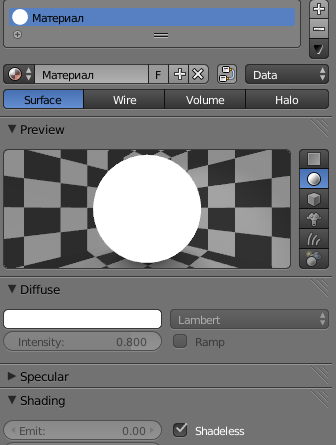 Материал
Материал F Data
Surface Wire Volume Halo
Preview
Diffuse
Lambert
Intensity: 0.800 Ramp
Specular
Shading
Emit: 0.00 Shadeless